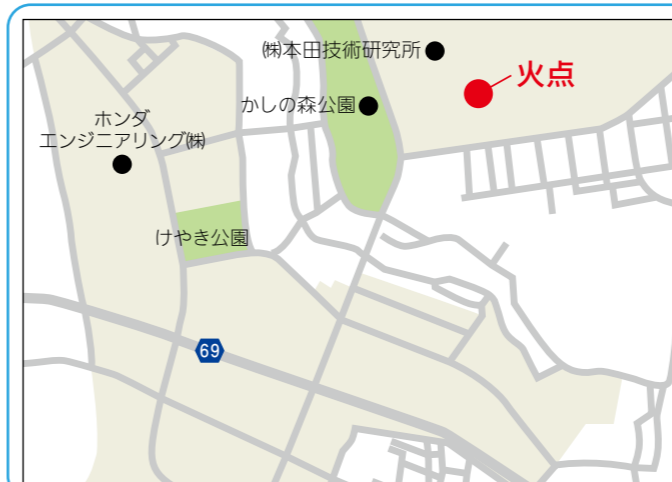 ㈱本田技術研究所
火点
かしの森公園
ホンダ
エンジニアリング㈱
けやき公園
69